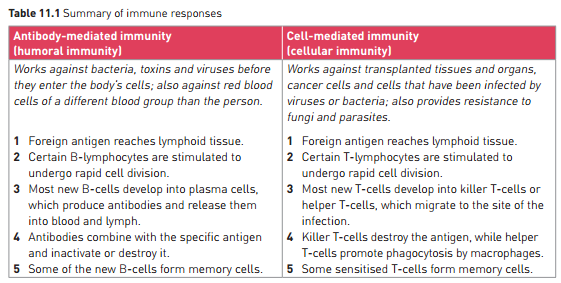 Table 11.1 Summary of immune responses
Antibody-mediated immunity
(humoral immunity)
Works against bacteria, toxins and viruses before
they enter the body's cells; also against red blood
cells of a different blood group than the person.
1 Foreign antigen reaches lymphoid tissue.
2 Certain B-lymphocytes are stimulated to
undergo rapid cell division.
3 Most new B-cells develop into plasma cells,
which produce antibodies and release them
into blood and lymph.
4 Antibodies combine with the specific antigen
and inactivate or destroy it.
5 Some of the new B-cells form memory cells.
Cell-mediated immunity
(cellular immunity)
Works against transplanted tissues and organs,
cancer cells and cells that have been infected by
viruses or bacteria; also provides resistance to
fungi and parasites.
1 Foreign antigen reaches lymphoid tissue.
2 Certain T-lymphocytes are stimulated to
undergo rapid cell division.
3 Most new T-cells develop into killer T-cells or
helper T-cells, which migrate to the site of the
infection.
4 Killer T-cells destroy the antigen, while helper
T-cells promote phagocytosis by macrophages.
5 Some sensitised T-cells form memory cells.